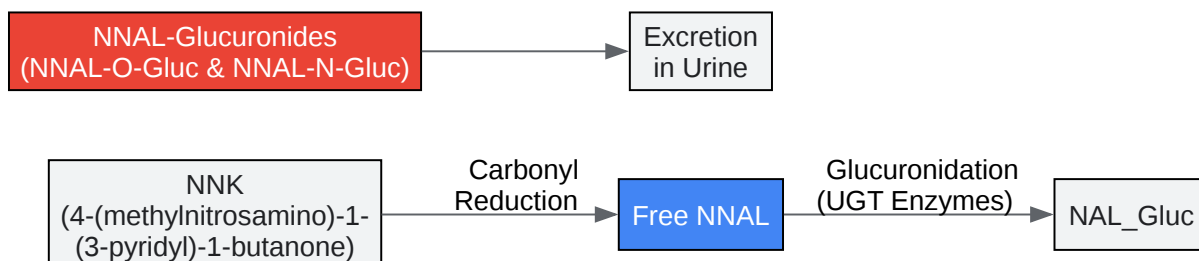 NNAL-Glucuronides
(NNAL-O-Gluc & NNAL-N-Gluc)
Excretion
in Urine
NNK
(4-(methylnitrosamino)-1-
(3-pyridyl)-1-butanone)
Carbonyl
Reduction
Free NNAL
Glucuronidation
(UGT Enzymes)
NAL_Gluc